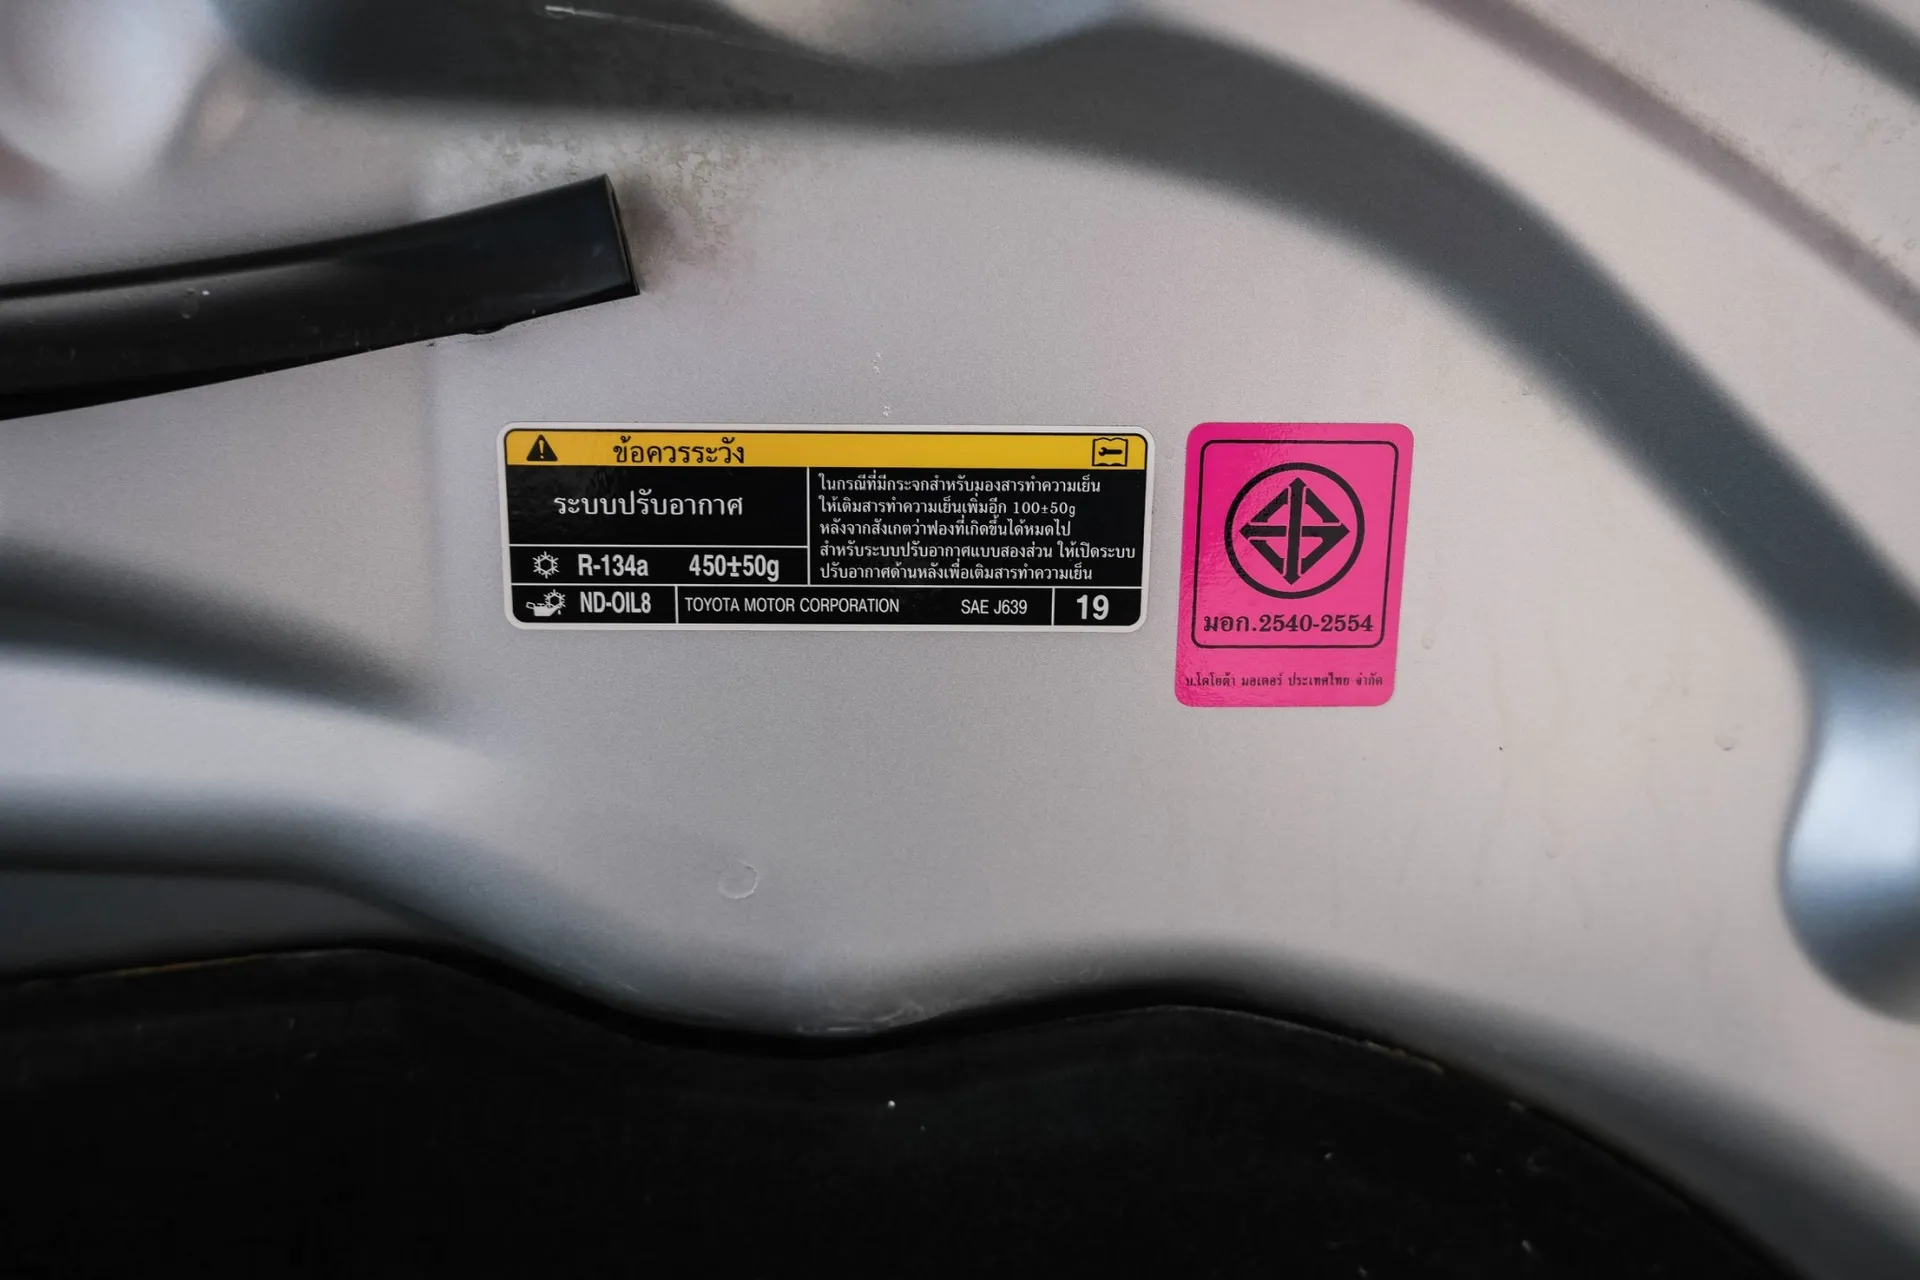 ข้อควรระวัง
ระบบปรับอากาศ
R-134a 450±50g
ND-OIL8
ในกรณีที่มีกระจกสำหรับมองสารทำความเย็น
ให้เติมสารทำความเย็นเพิ่มอีก 100±50g
หลังจากสังเกตว่าฟองที่เกิดขึ้นได้หมดไป
สำหรับระบบปรับอากาศแบบสองส่วน ให้เปิดระบบ
ปรับอากาศด้านหลังเพื่อเติมสารทำความเย็น
TOYOTA MOTOR CORPORATION SAE J639 19
มอก.2540-2554
บ.โตโยต้า มอเตอร์ ประเทศไทย จำกัด